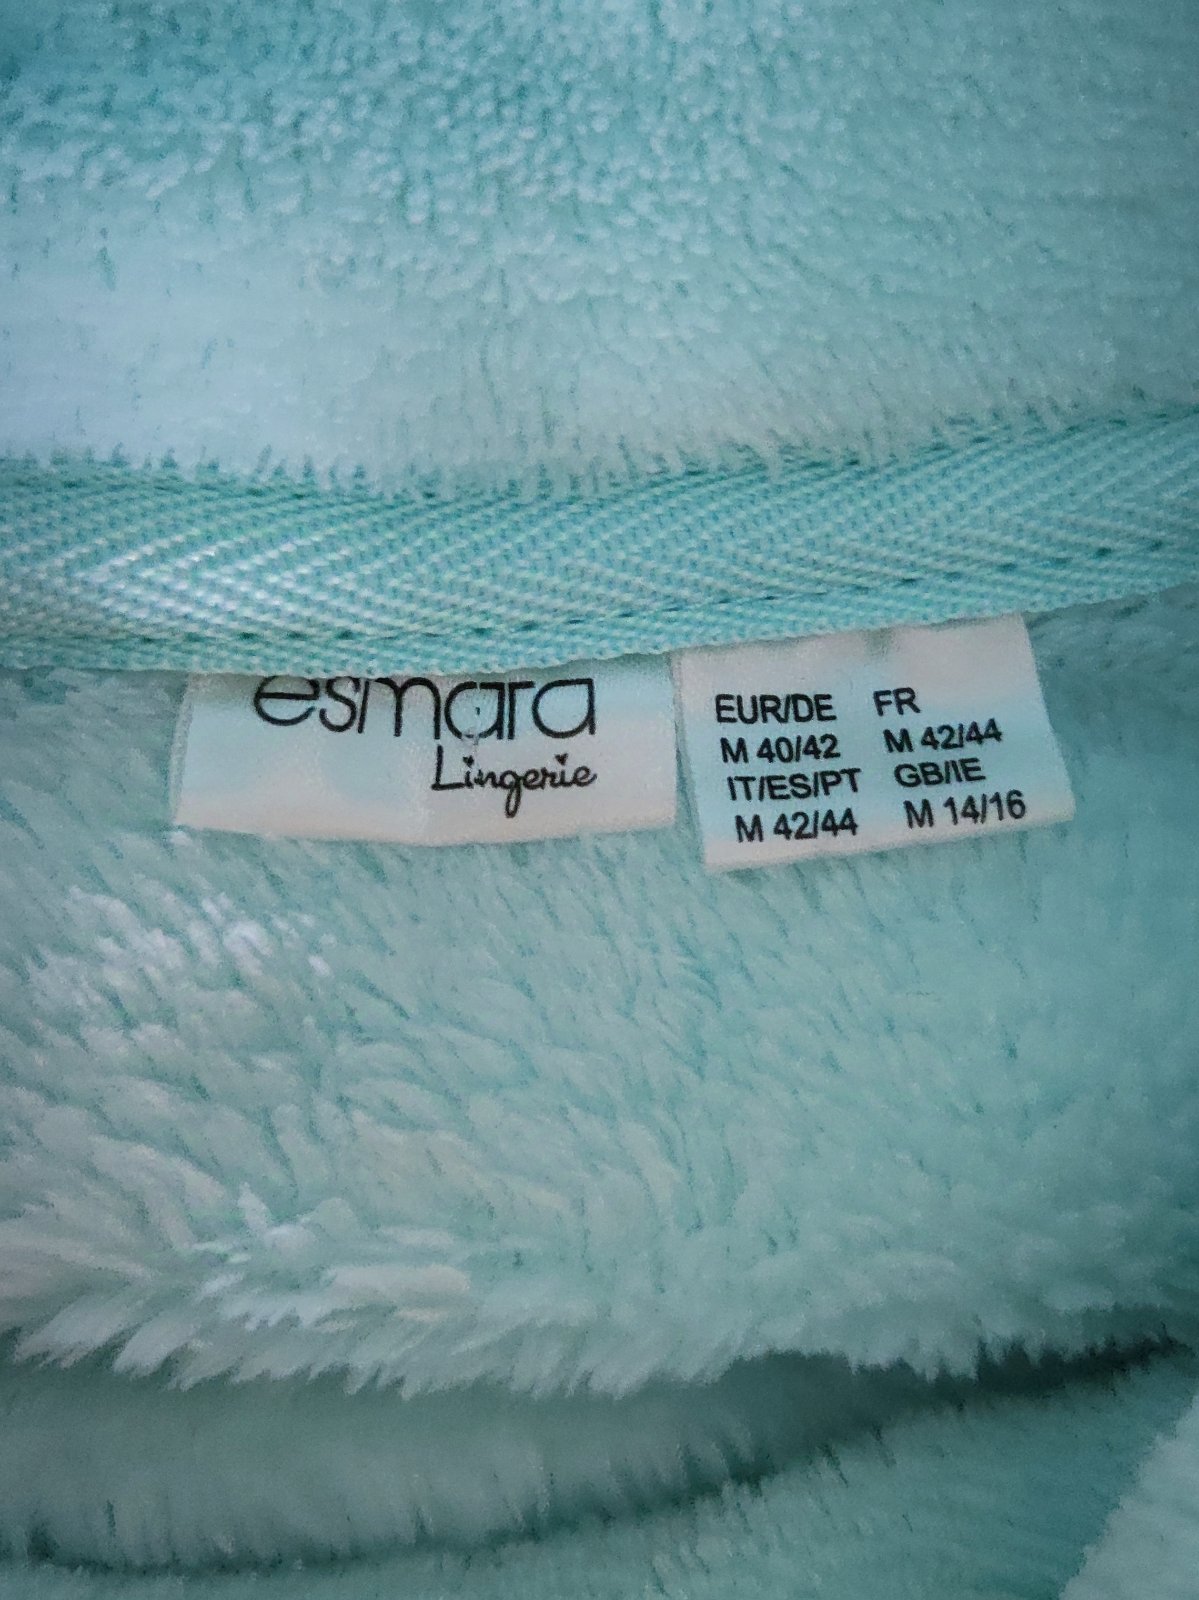 esmara
Lingerie
EUR/DE FR
M 40/42 M 42/44
IT/ES/PT GB/IE
M 42/44 M 14/16